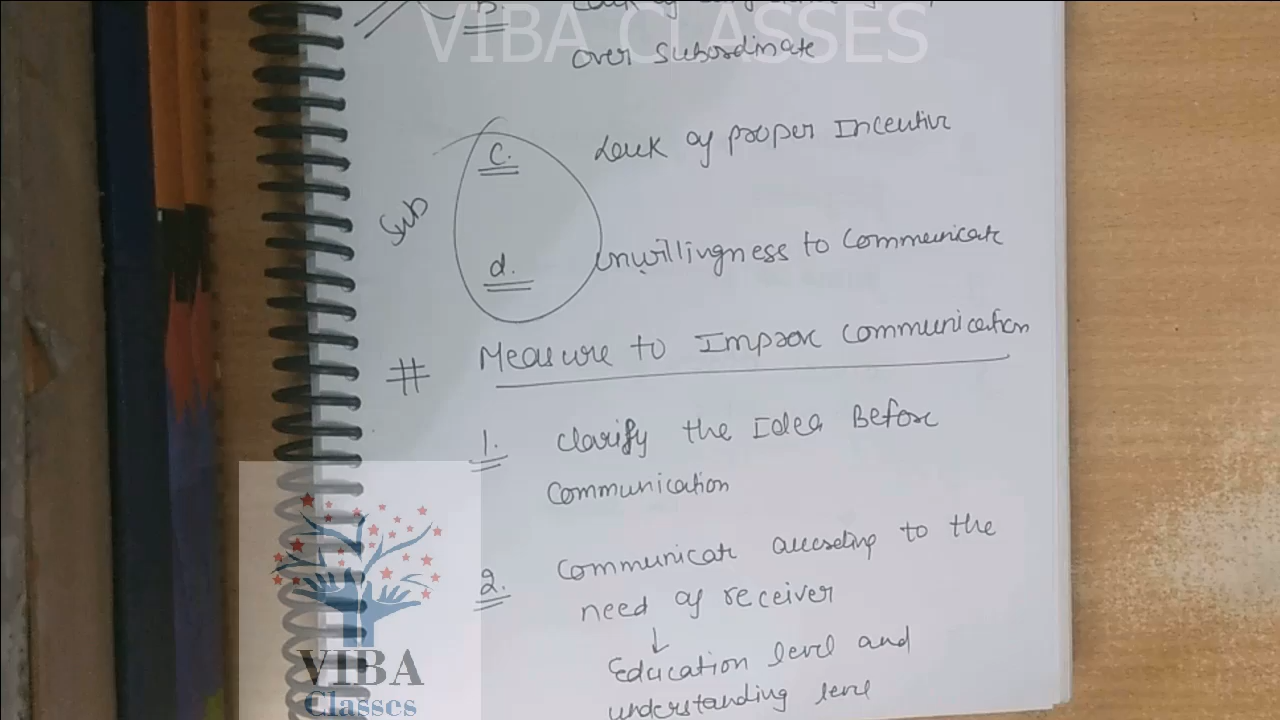 VIBA CLASSES
B
over Subordinate
C. Lack of proper Incentive
Sub
d. unwillingness to Communicate
# Measure to Improve Communication
1. Clarify the Idea Before
Communication
2. Communicate according to the
need of receiver
↓
Education level and
understanding level
VIBA
Classes